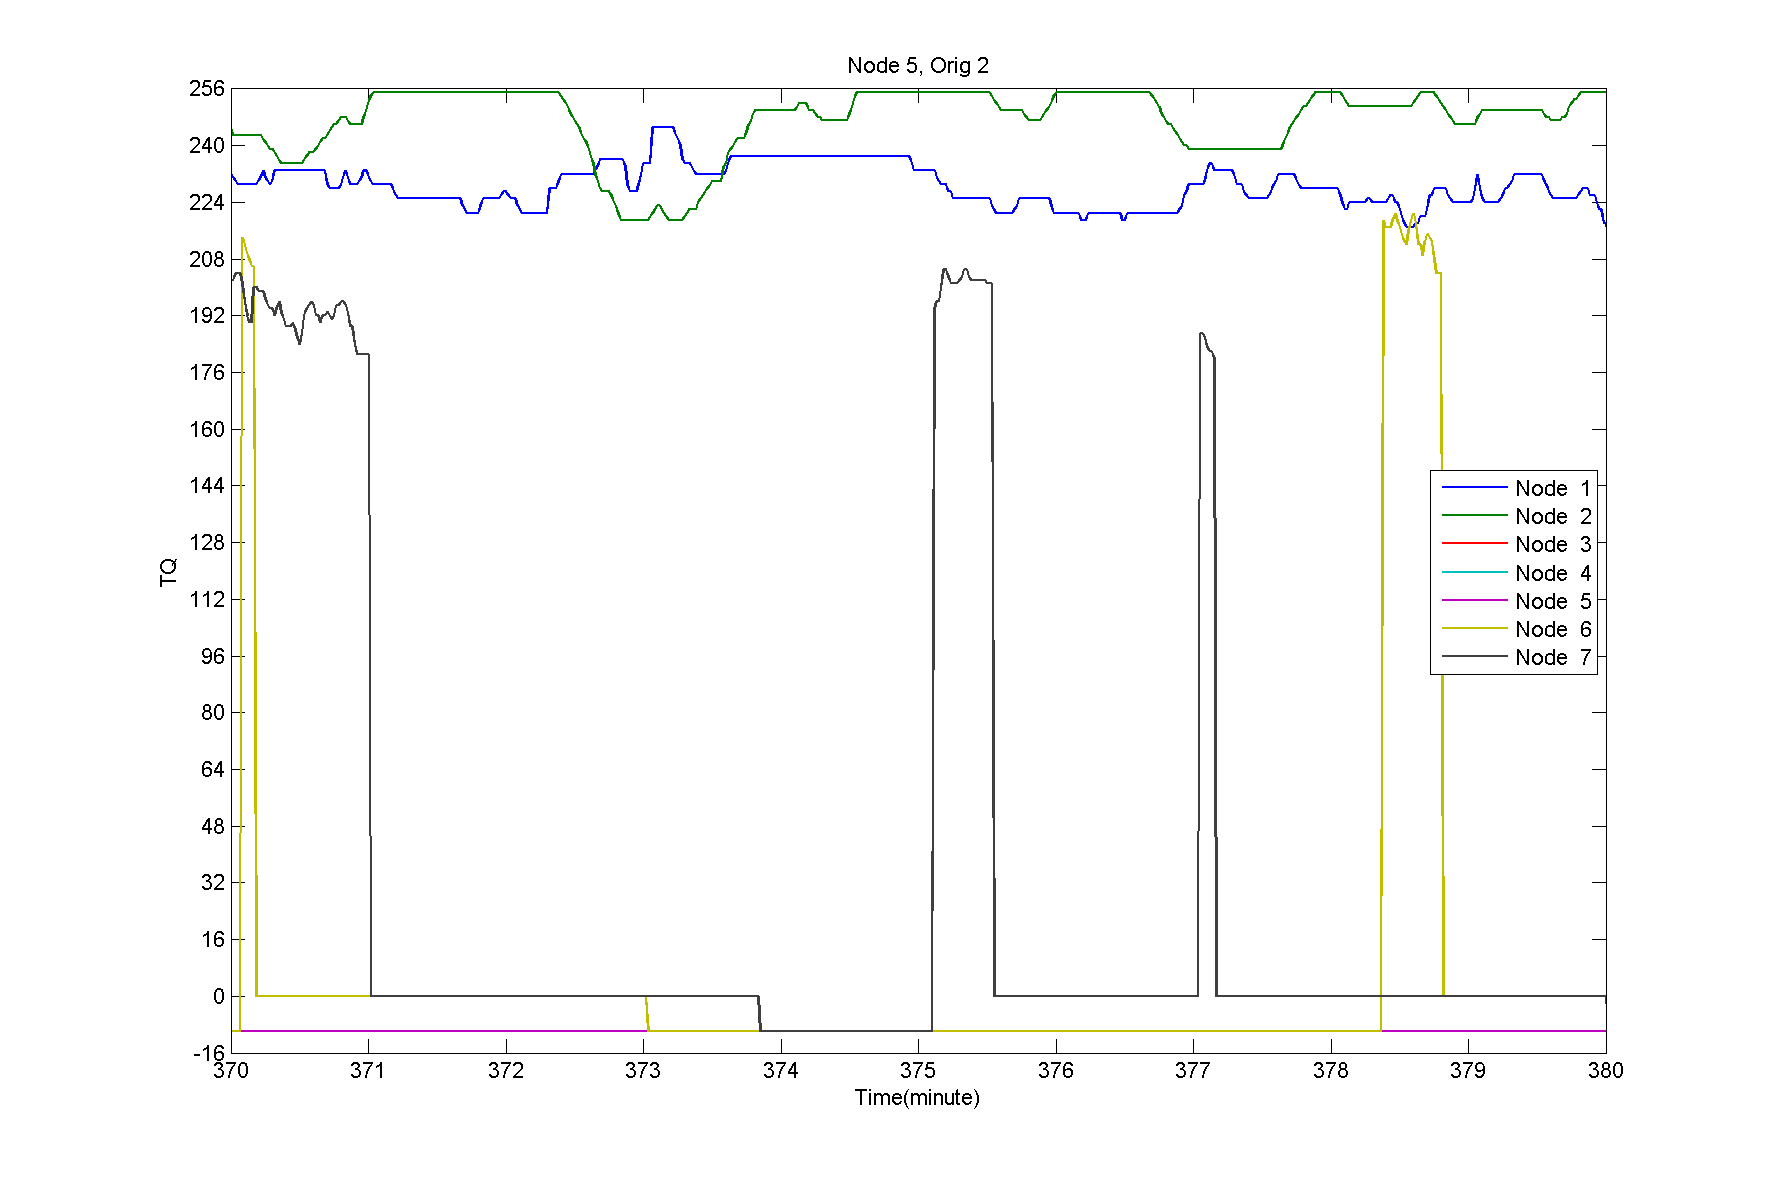 Node 5, Orig 2
256
240
224
208
192
176
160
144
128
112
96
80
64
48
32
16
0
-16
TQ
370 371 372 373 374 375 376 377 378 379 380
Time(minute)
Node 1
Node 2
Node 3
Node 4
Node 5
Node 6
Node 7